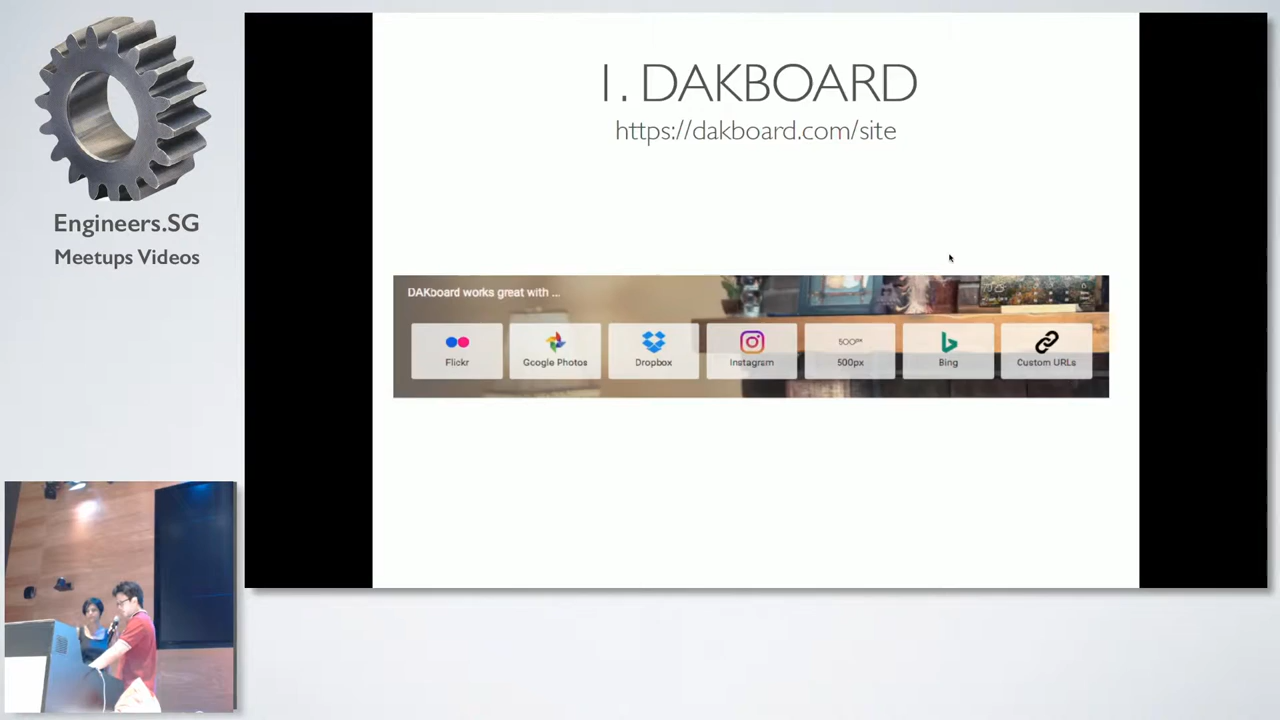 Engineers.SG
Meetups Videos
1. DAKBOARD
https://dakboard.com/site
DAKboard works great with ...
Flickr
Google Photos
Dropbox
Instagram
500px
500px
Bing
Custom URLs